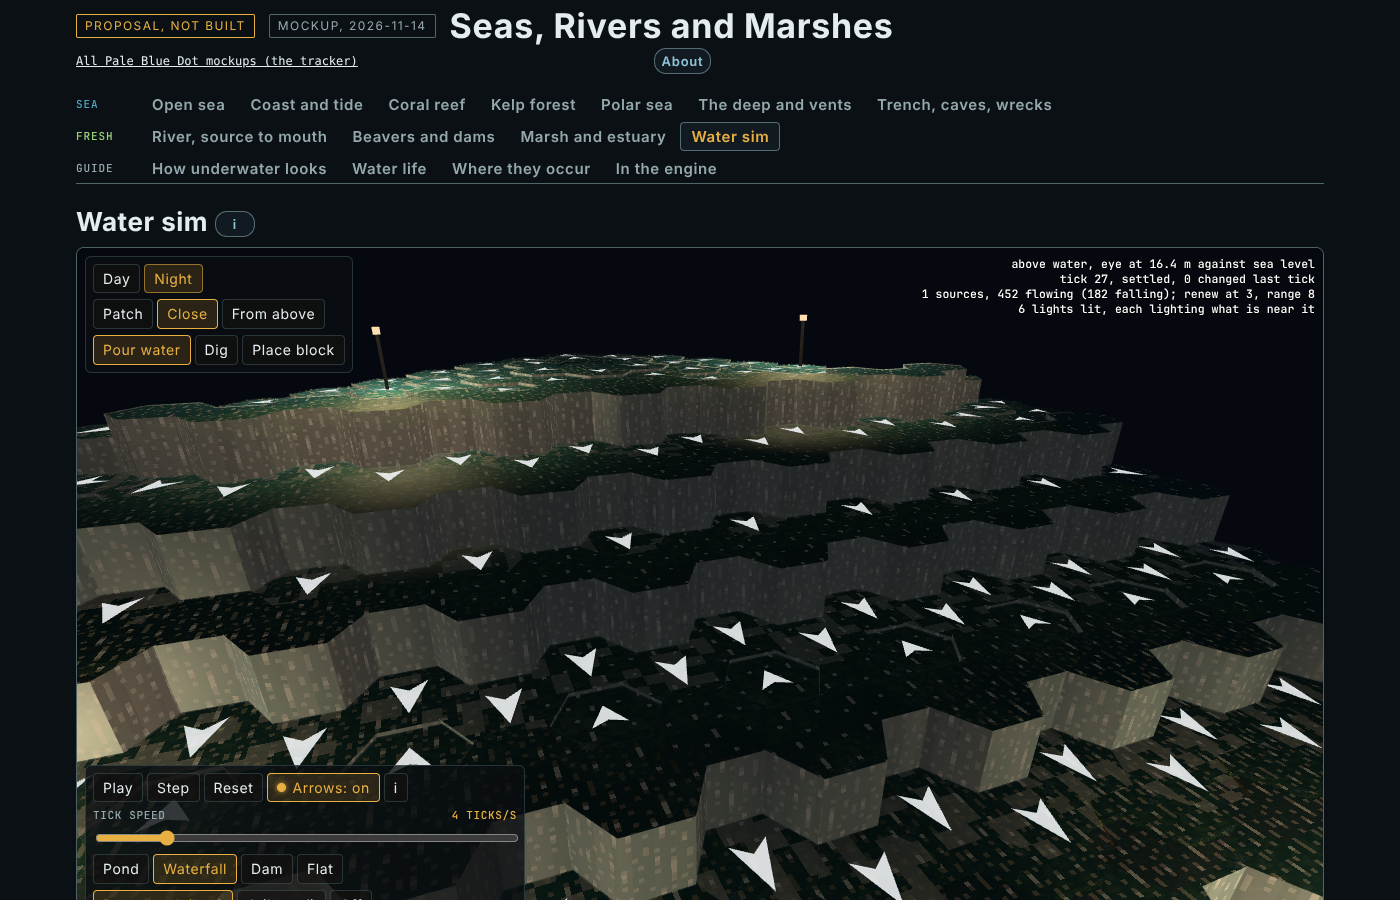 PROPOSAL, NOT BUILT
MOCKUP, 2026-11-14
Seas, Rivers and Marshes
All Pale Blue Dot mockups (the tracker)
About
SEA Open sea Coast and tide Coral reef Kelp forest Polar sea The deep and vents Trench, caves, wrecks
FRESH River, source to mouth Beavers and dams Marsh and estuary Water sim
GUIDE How underwater looks Water life Where they occur In the engine
Water sim i
Day Night
Patch Close From above
Pour water Dig Place block
above water, eye at 16.4 m against sea level
tick 27, settled, 0 changed last tick
1 sources, 452 flowing (182 falling); renew at 3, range 8
6 lights lit, each lighting what is near it
Play Step Reset Arrows: on i
TICK SPEED 4 TICKS/S
Pond Waterfall Dam Flat